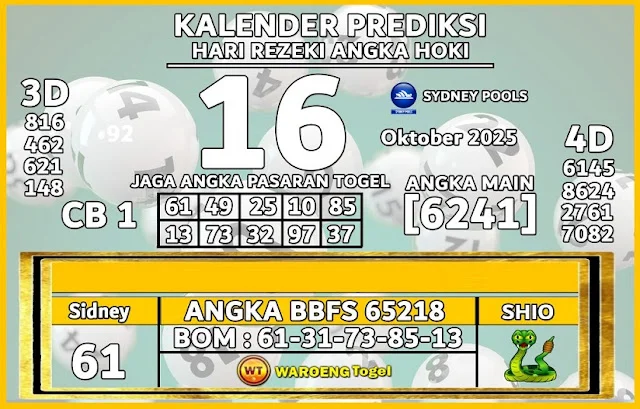 KALENDER PREDIKSI
HARI REZEKI ANGKA HOKI
3D
816
462
621
148
16
SYDNEY POOLS
Oktober 2025
4D
6145
8624
2761
7082
JAGA ANGKA PASARAN TOGEL
ANGKA MAIN
[6241]
CB 1
61 49 25 10 85
13 73 32 97 37
Sidney
61
ANGKA BBFS 65218
BOM : 61-31-73-85-13
WT WAROENG Togel
SHIO
92